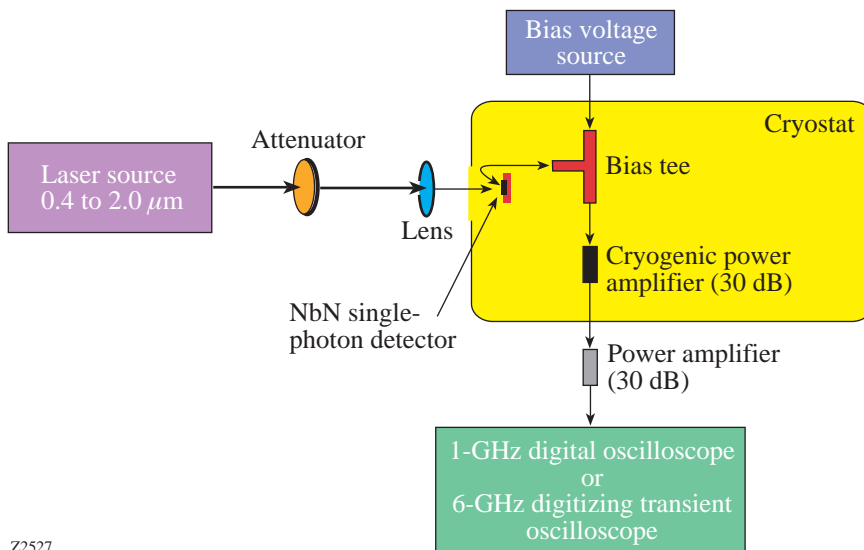 Bias voltage
source
Cryostat
Attenuator
Laser source
0.4 to 2.0 μm
Bias tee
Lens
Cryogenic power
amplifier (30 dB)
NbN single-
photon detector
Power amplifier
(30 dB)
1-GHz digital oscilloscope
or
6-GHz digitizing transient
oscilloscope
Z2527